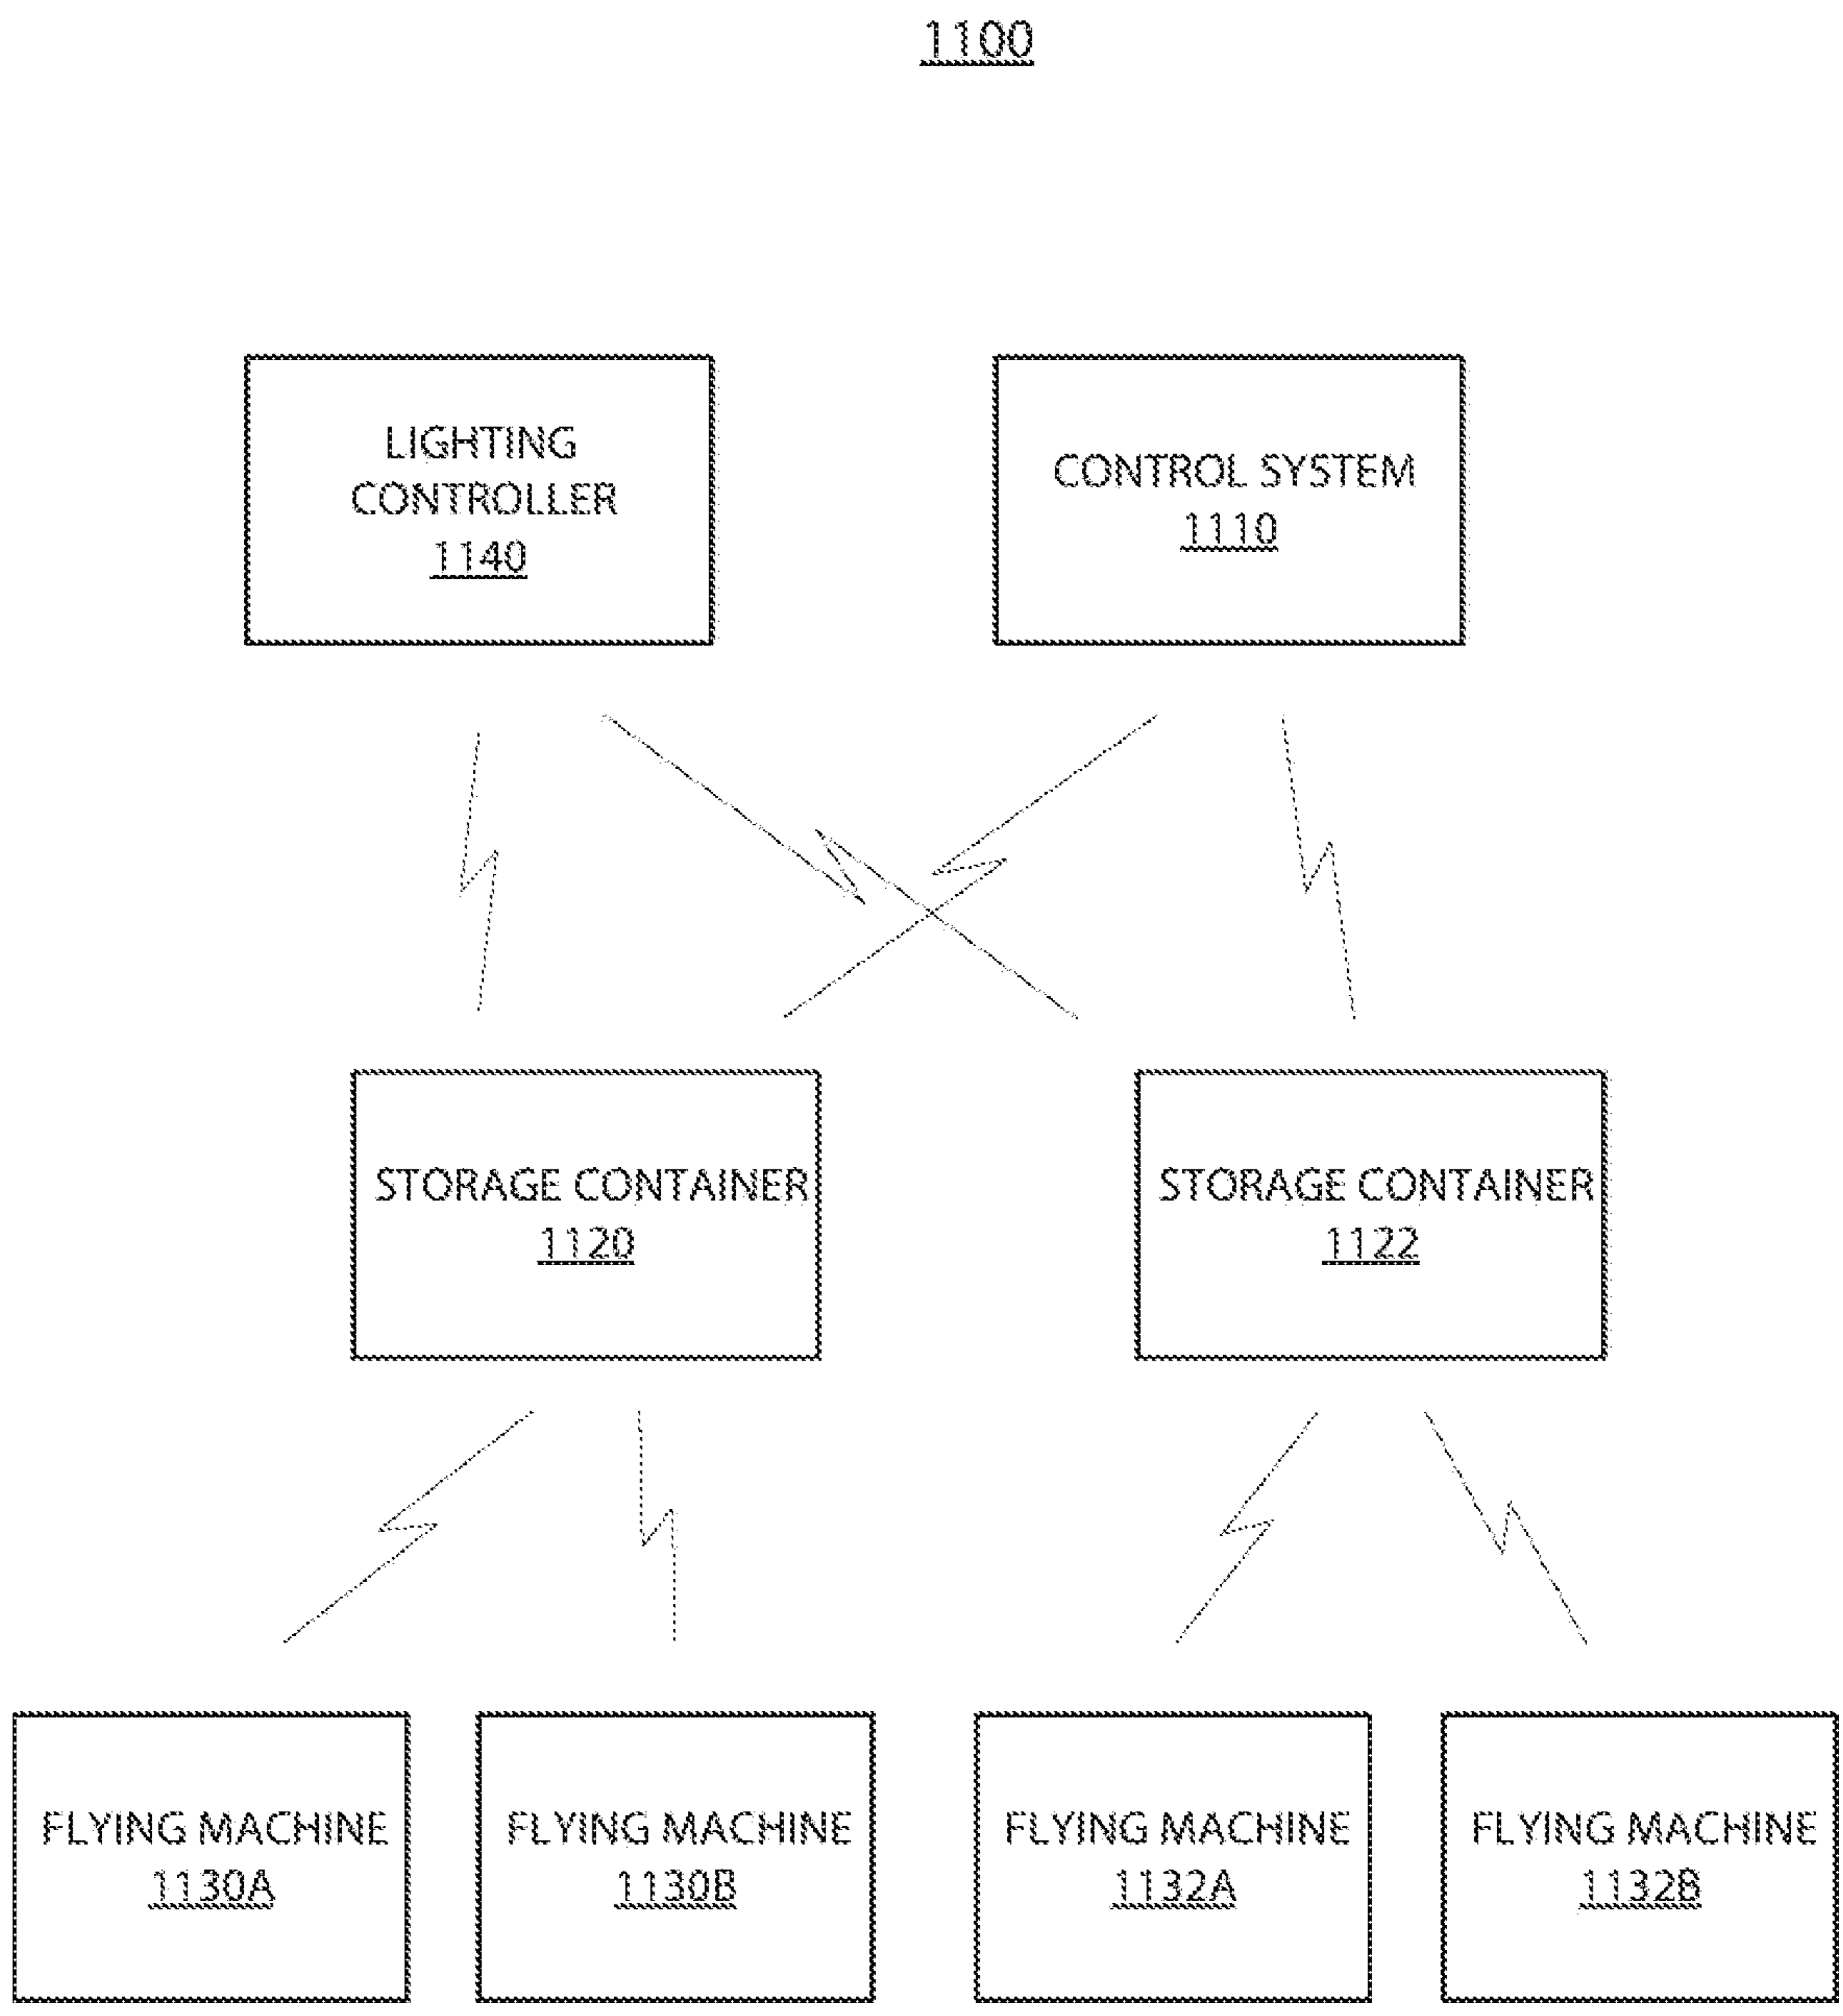 1100
LIGHTING
CONTROLLER
1140
CONTROL SYSTEM
1110
STORAGE CONTAINER
1120
STORAGE CONTAINER
1122
FLYING MACHINE
1130A
FLYING MACHINE
1130B
FLYING MACHINE
1132A
FLYING MACHINE
1132B